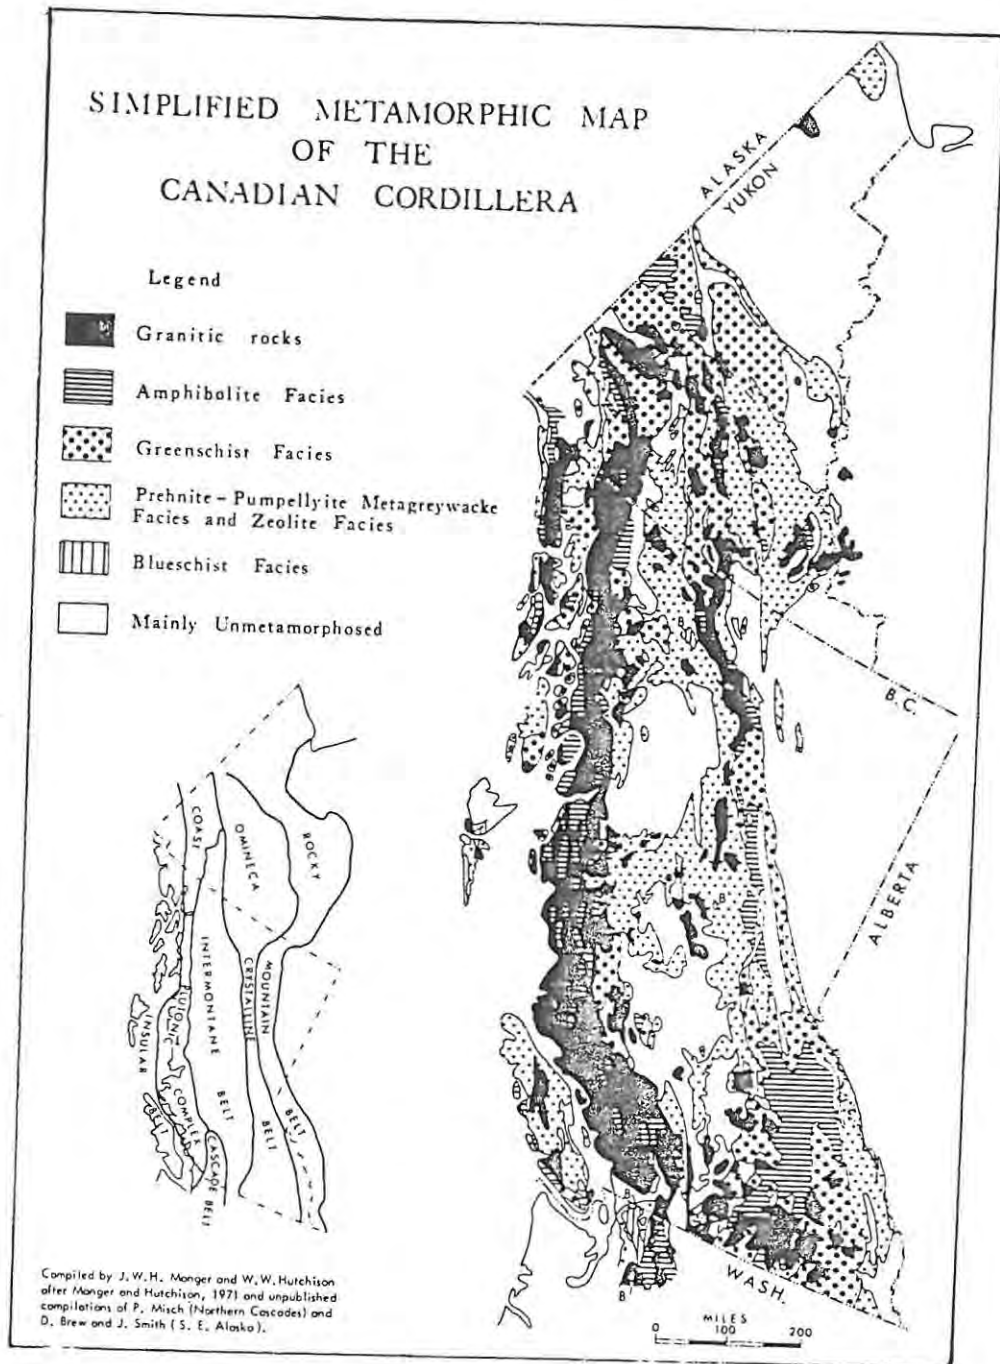 SIMPLIFIED METAMORPHIC MAP
OF THE
CANADIAN CORDILLERA
Legend
Granitic rocks
Amphibolite Facies
Greenschist Facies
Prehnite - Pumpellyite Metagreywacke
Facies and Zeolite Facies
Blueschist Facies
Mainly Unmetamorphosed
ALASKA
YUKON
B.C.
ALBERTA
WASH.
B
B
B
B
MILES
0 100 200
COAST
PLUTONIC
COMPLEX
OMINECA
CRYSTALLINE
BELT
ROCKY
MOUNTAIN
BELT
INTERMONTANE
BELT
INSULAR
BELT
CASCADE BELT
Compiled by J.W.H. Monger and W.W. Hutchison
after Monger and Hutchison, 1971 and unpublished
compilations of P. Misch (Northern Cascades) and
D. Brew and J. Smith (S. E. Alaska).